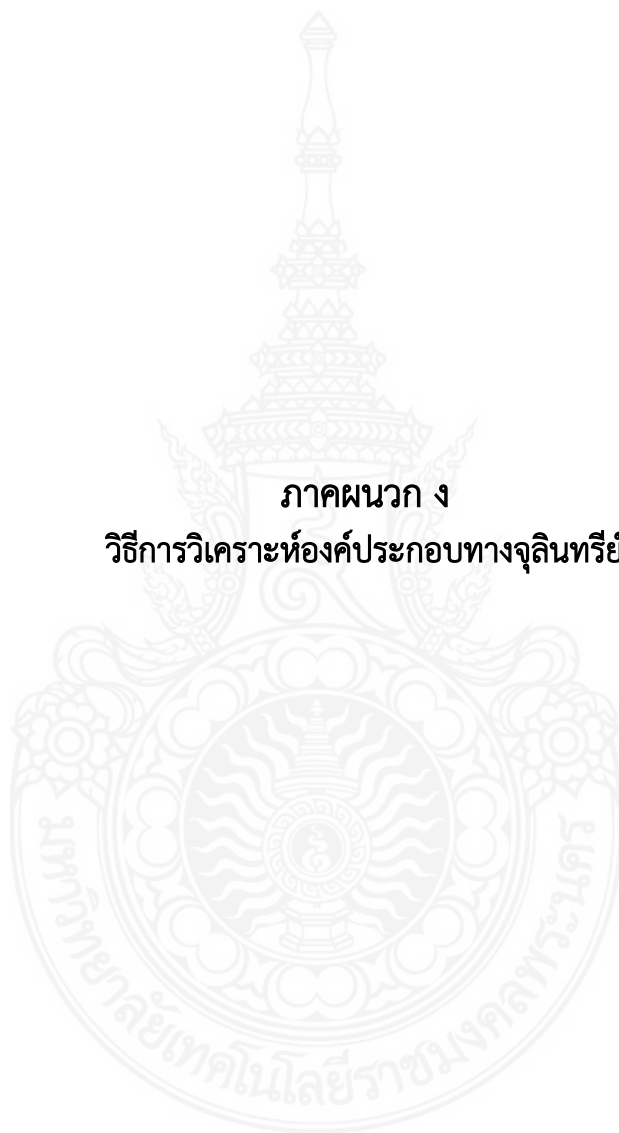 ภาคผนวก ง
วิธีการวิเคราะห์องค์ประกอบทางจุลินทรีย์
มหาวิทยาลัยเทคโนโลยีราชมงคลพระนคร